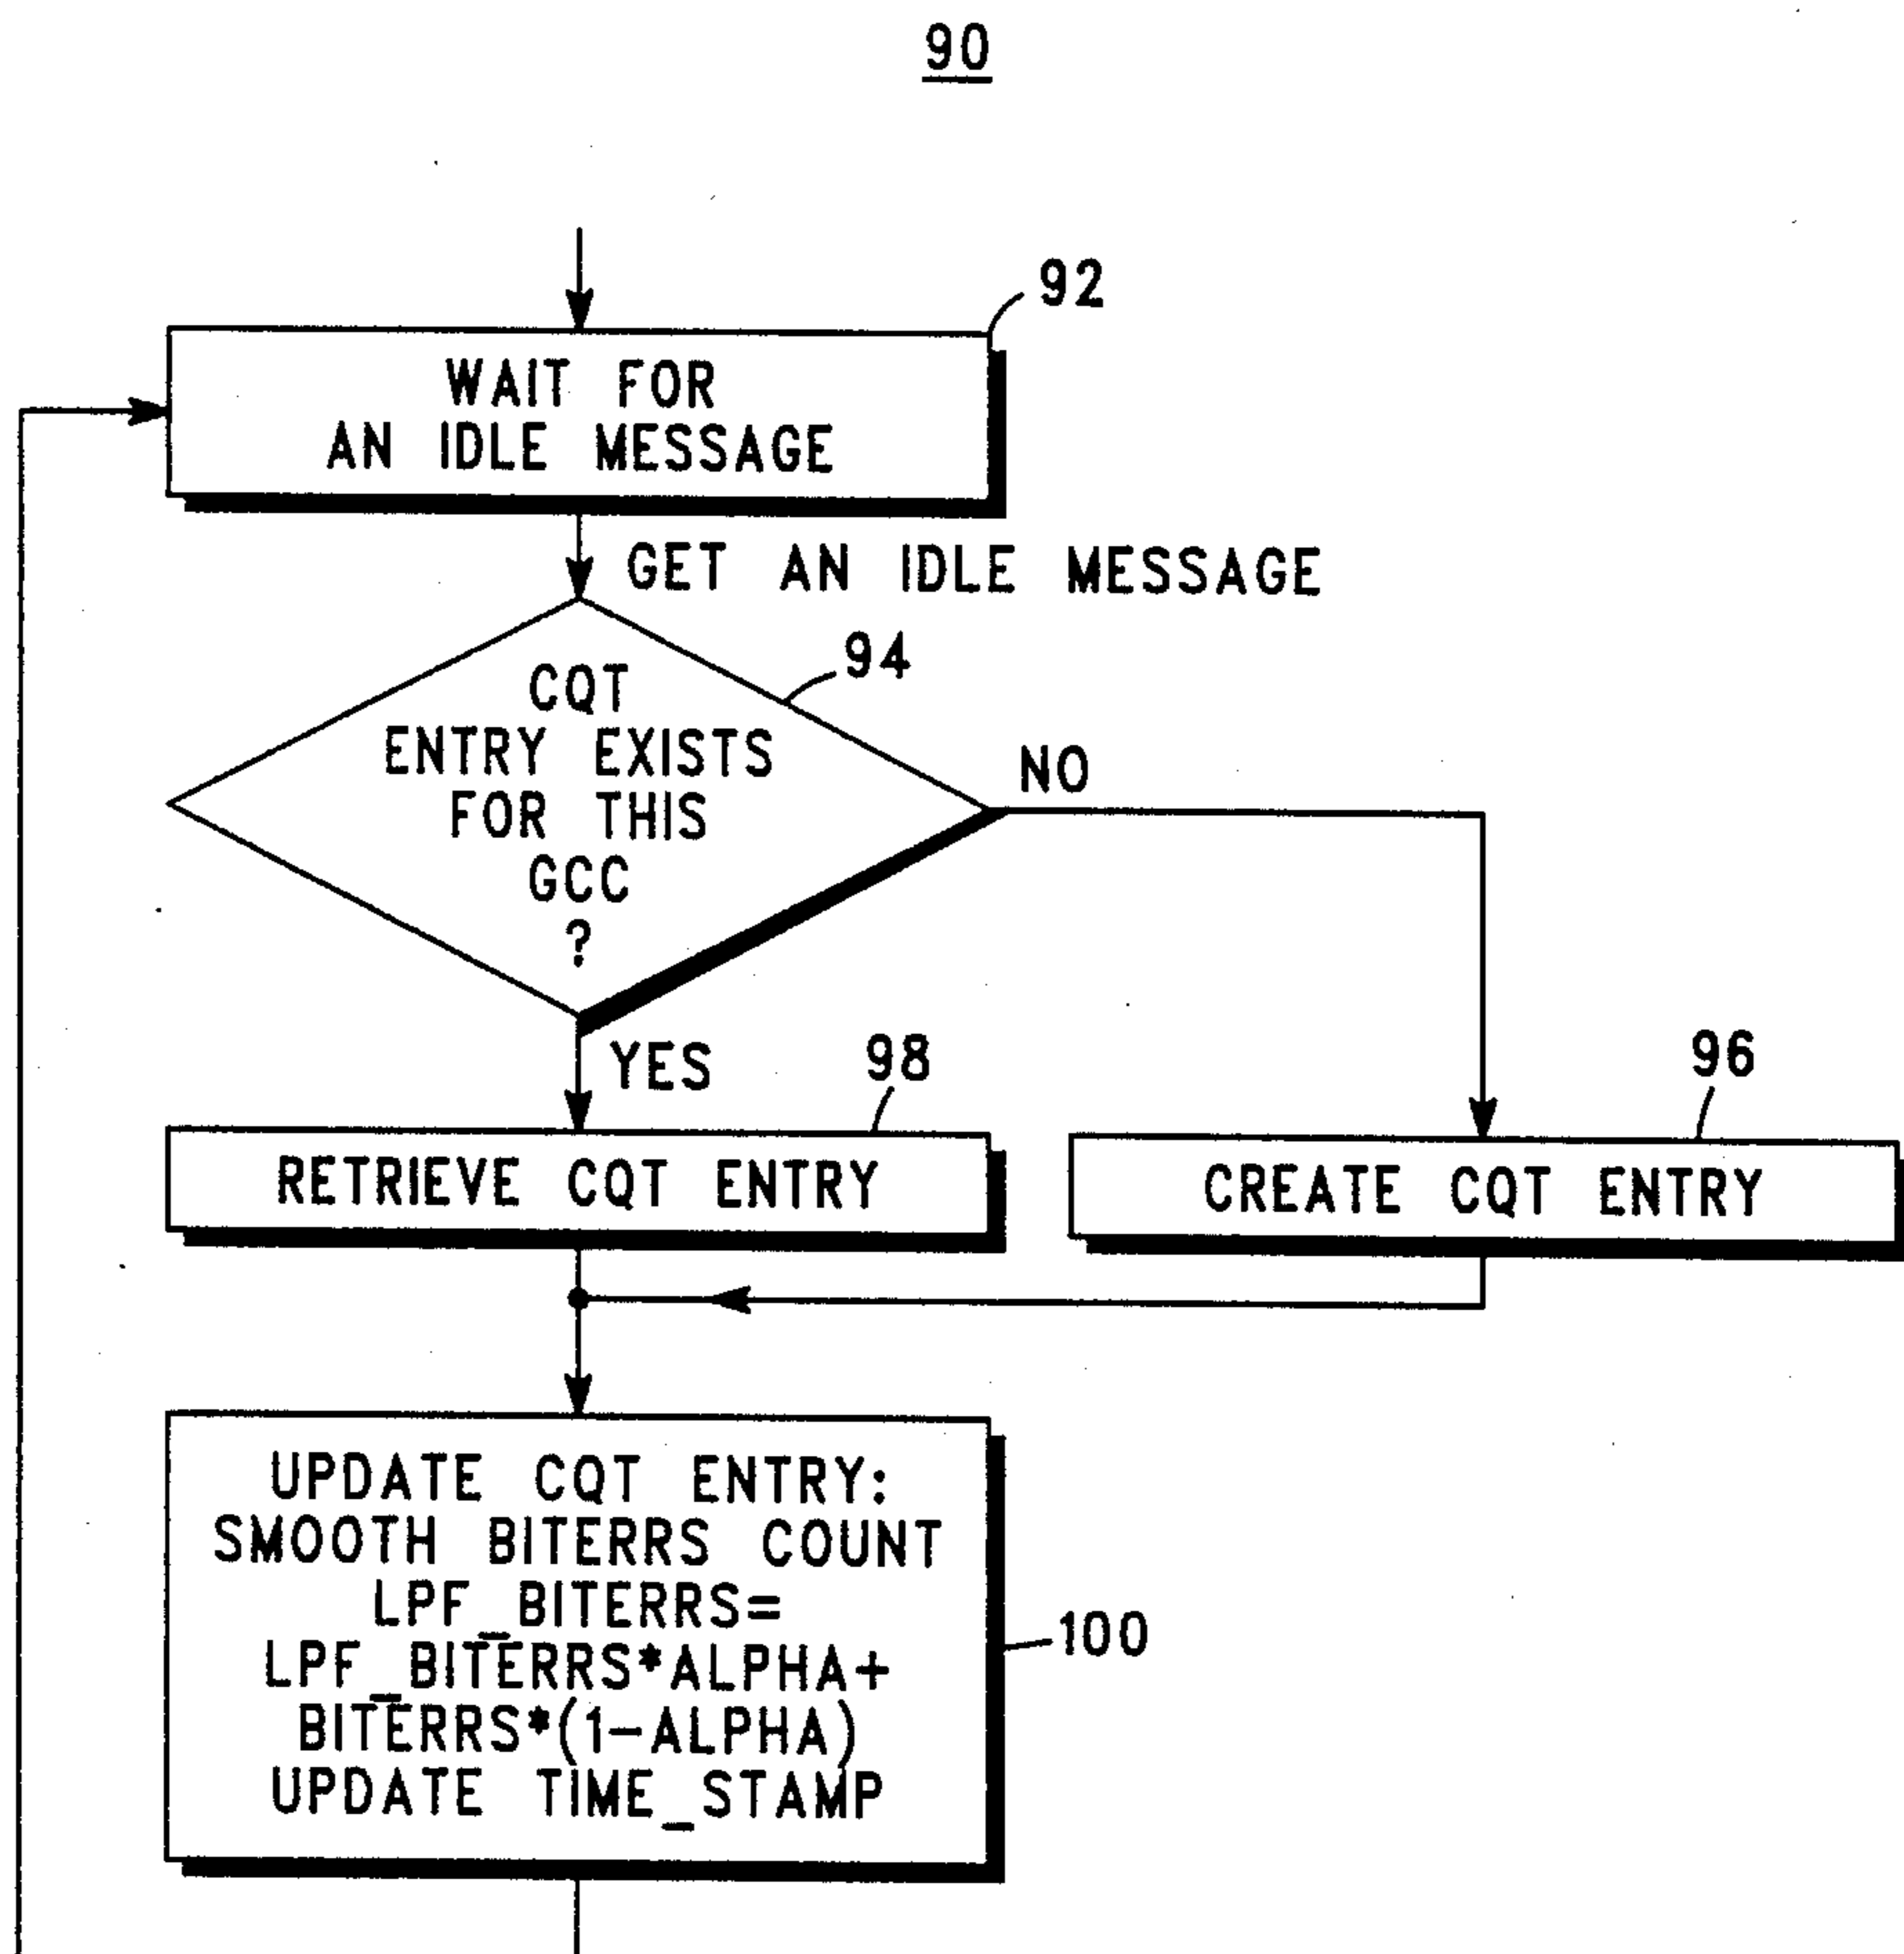 90
92
WAIT FOR
AN IDLE MESSAGE
GET AN IDLE MESSAGE
94
CQT
ENTRY EXISTS
FOR THIS
GCC
?
NO
YES
98
96
RETRIEVE CQT ENTRY
CREATE CQT ENTRY
UPDATE CQT ENTRY:
SMOOTH BITERRS COUNT
LPF_BITERRS=
LPF_BITERRS*ALPHA+
BITERRS*(1-ALPHA)
UPDATE TIME_STAMP
100